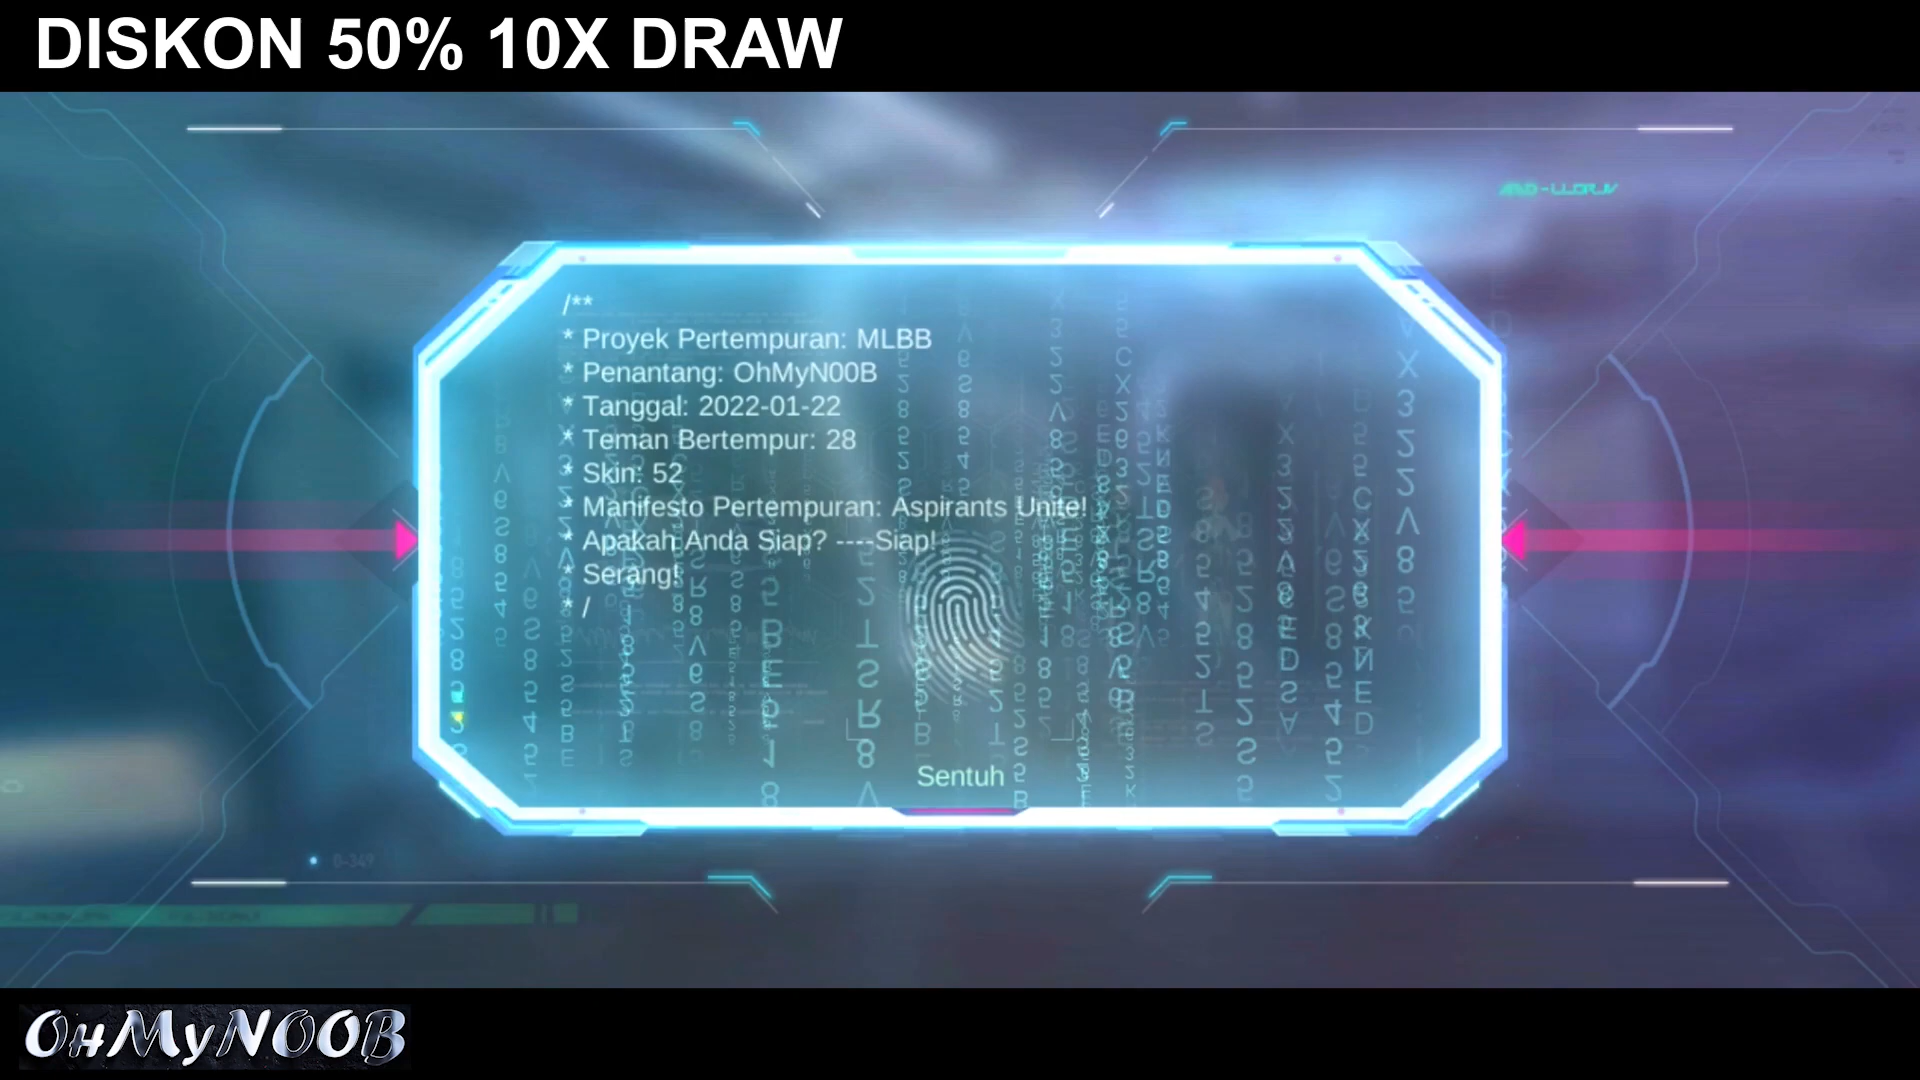 DISKON 50% 10X DRAW
/**
* Proyek Pertempuran: MLBB
* Penantang: OhMyN00B
* Tanggal: 2022-01-22
* Teman Bertempur: 28
* Skin: 52
* Manifesto Pertempuran: Aspirants Unite!
* Apakah Anda Siap? ----Siap!
* Serang!
* /
Sentuh
OhMyN00B